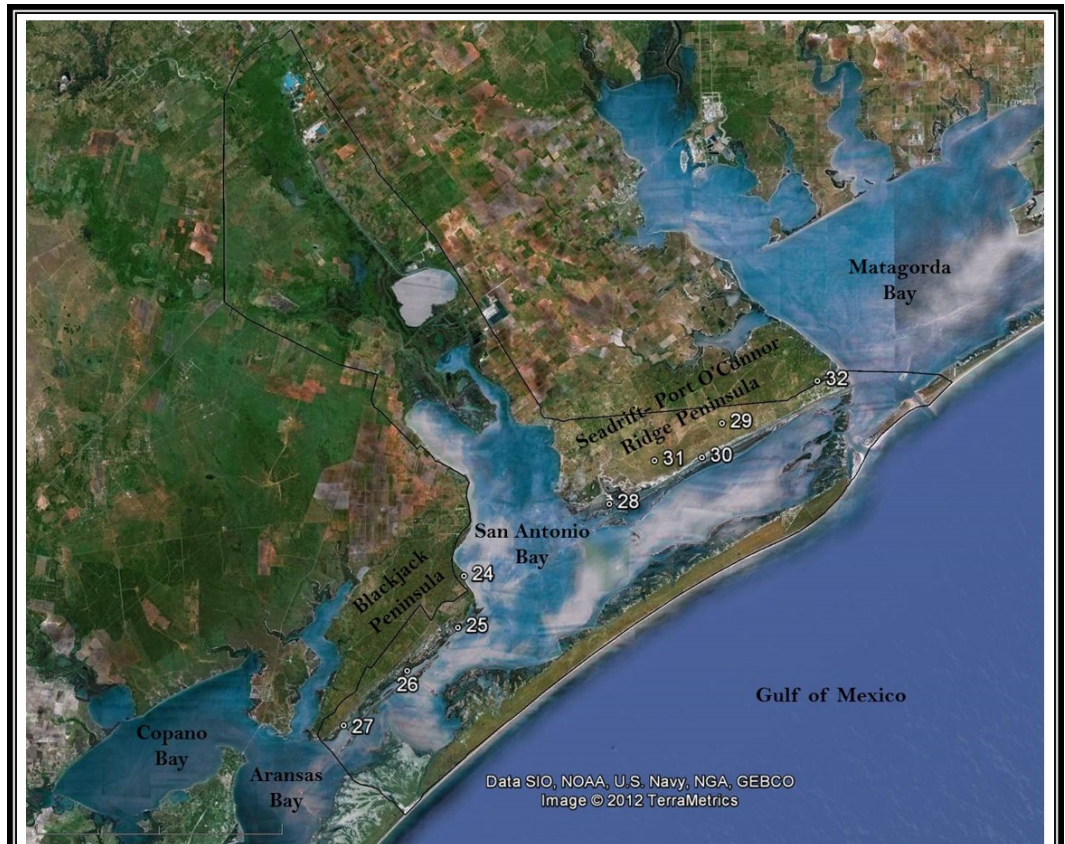 Matagorda
Bay
Seadrift- Port O'Connor
Ridge Peninsula
32
29
31
30
28
San Antonio
Bay
Blackjack
Peninsula
24
25
26
27
Gulf of Mexico
Copano
Bay
Aransas
Bay
Data SIO, NOAA, U.S. Navy, NGA, GEBCO
Image © 2012 TerraMetrics